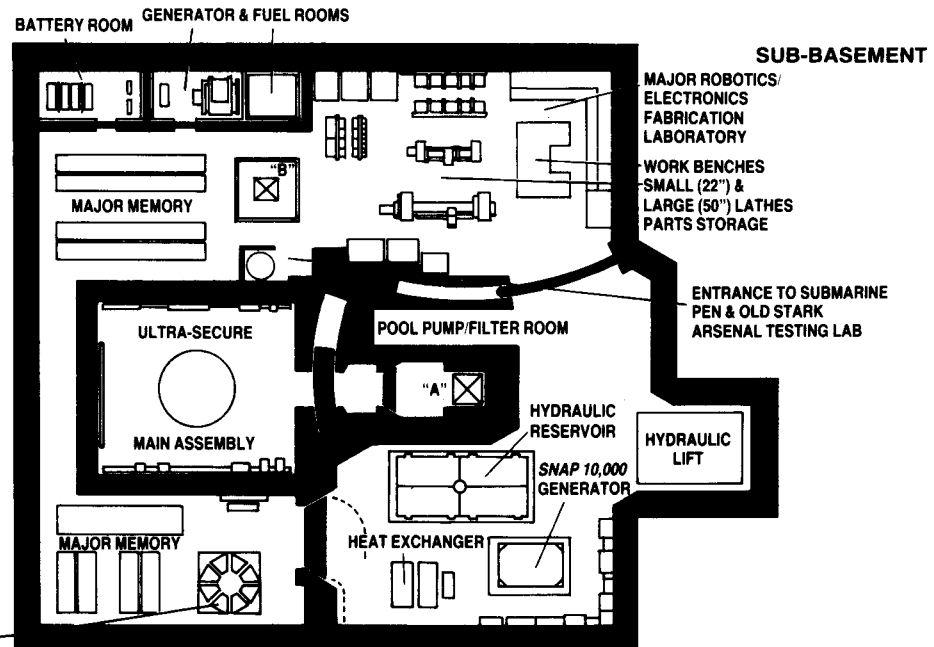 GENERATOR & FUEL ROOMS
BATTERY ROOM
SUB-BASEMENT
MAJOR ROBOTICS/
ELECTRONICS
FABRICATION
LABORATORY
WORK BENCHES
SMALL (22") &
LARGE (50") LATHES
PARTS STORAGE
"B"
MAJOR MEMORY
ENTRANCE TO SUBMARINE
PEN & OLD STARK
ARSENAL TESTING LAB
POOL PUMP/FILTER ROOM
ULTRA-SECURE
MAIN ASSEMBLY
"A"
HYDRAULIC
RESERVOIR
HYDRAULIC
LIFT
SNAP 10,000
GENERATOR
HEAT EXCHANGER
MAJOR MEMORY